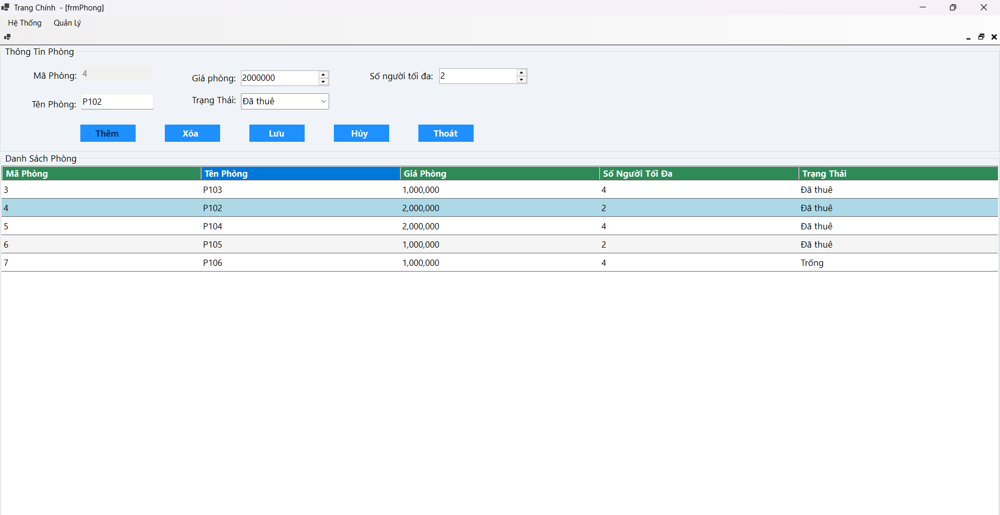 Trang Chính - [frmPhong]
Hệ Thống Quản Lý
Thông Tin Phòng
Mã Phòng: 4 Giá phòng: 2000000 Số người tối đa: 2
Tên Phòng: P102 Trạng Thái: Đã thuê
Thêm Xóa Lưu Hủy Thoát
Danh Sách Phòng
Mã Phòng Tên Phòng Giá Phòng Số Người Tối Đa Trạng Thái
3 P103 1,000,000 4 Đã thuê
4 P102 2,000,000 2 Đã thuê
5 P104 2,000,000 4 Đã thuê
6 P105 1,000,000 2 Đã thuê
7 P106 1,000,000 4 Trống